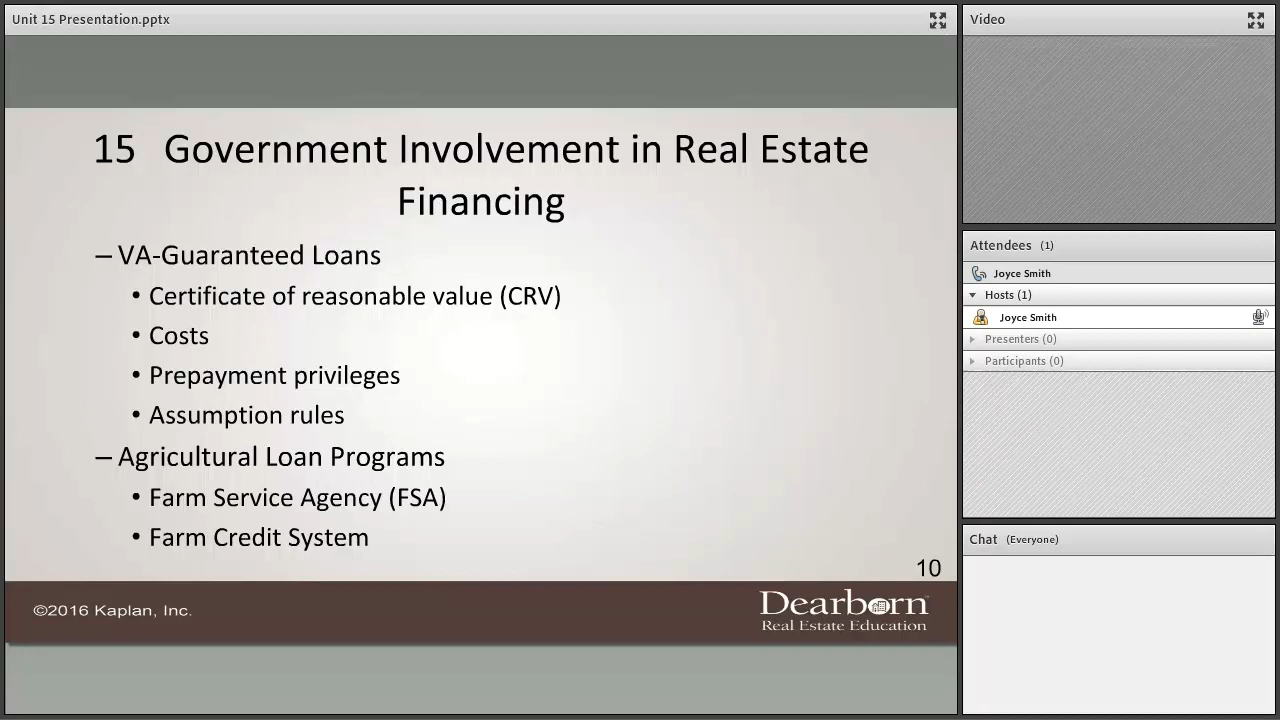 Unit 15 Presentation.pptx
15 Government Involvement in Real Estate
Financing
– VA-Guaranteed Loans
• Certificate of reasonable value (CRV)
• Costs
• Prepayment privileges
• Assumption rules
– Agricultural Loan Programs
• Farm Service Agency (FSA)
• Farm Credit System
10
©2016 Kaplan, Inc.
Dearborn
Real Estate Education
Video
Attendees (1)
Joyce Smith
Hosts (1)
Joyce Smith
Presenters (0)
Participants (0)
Chat (Everyone)